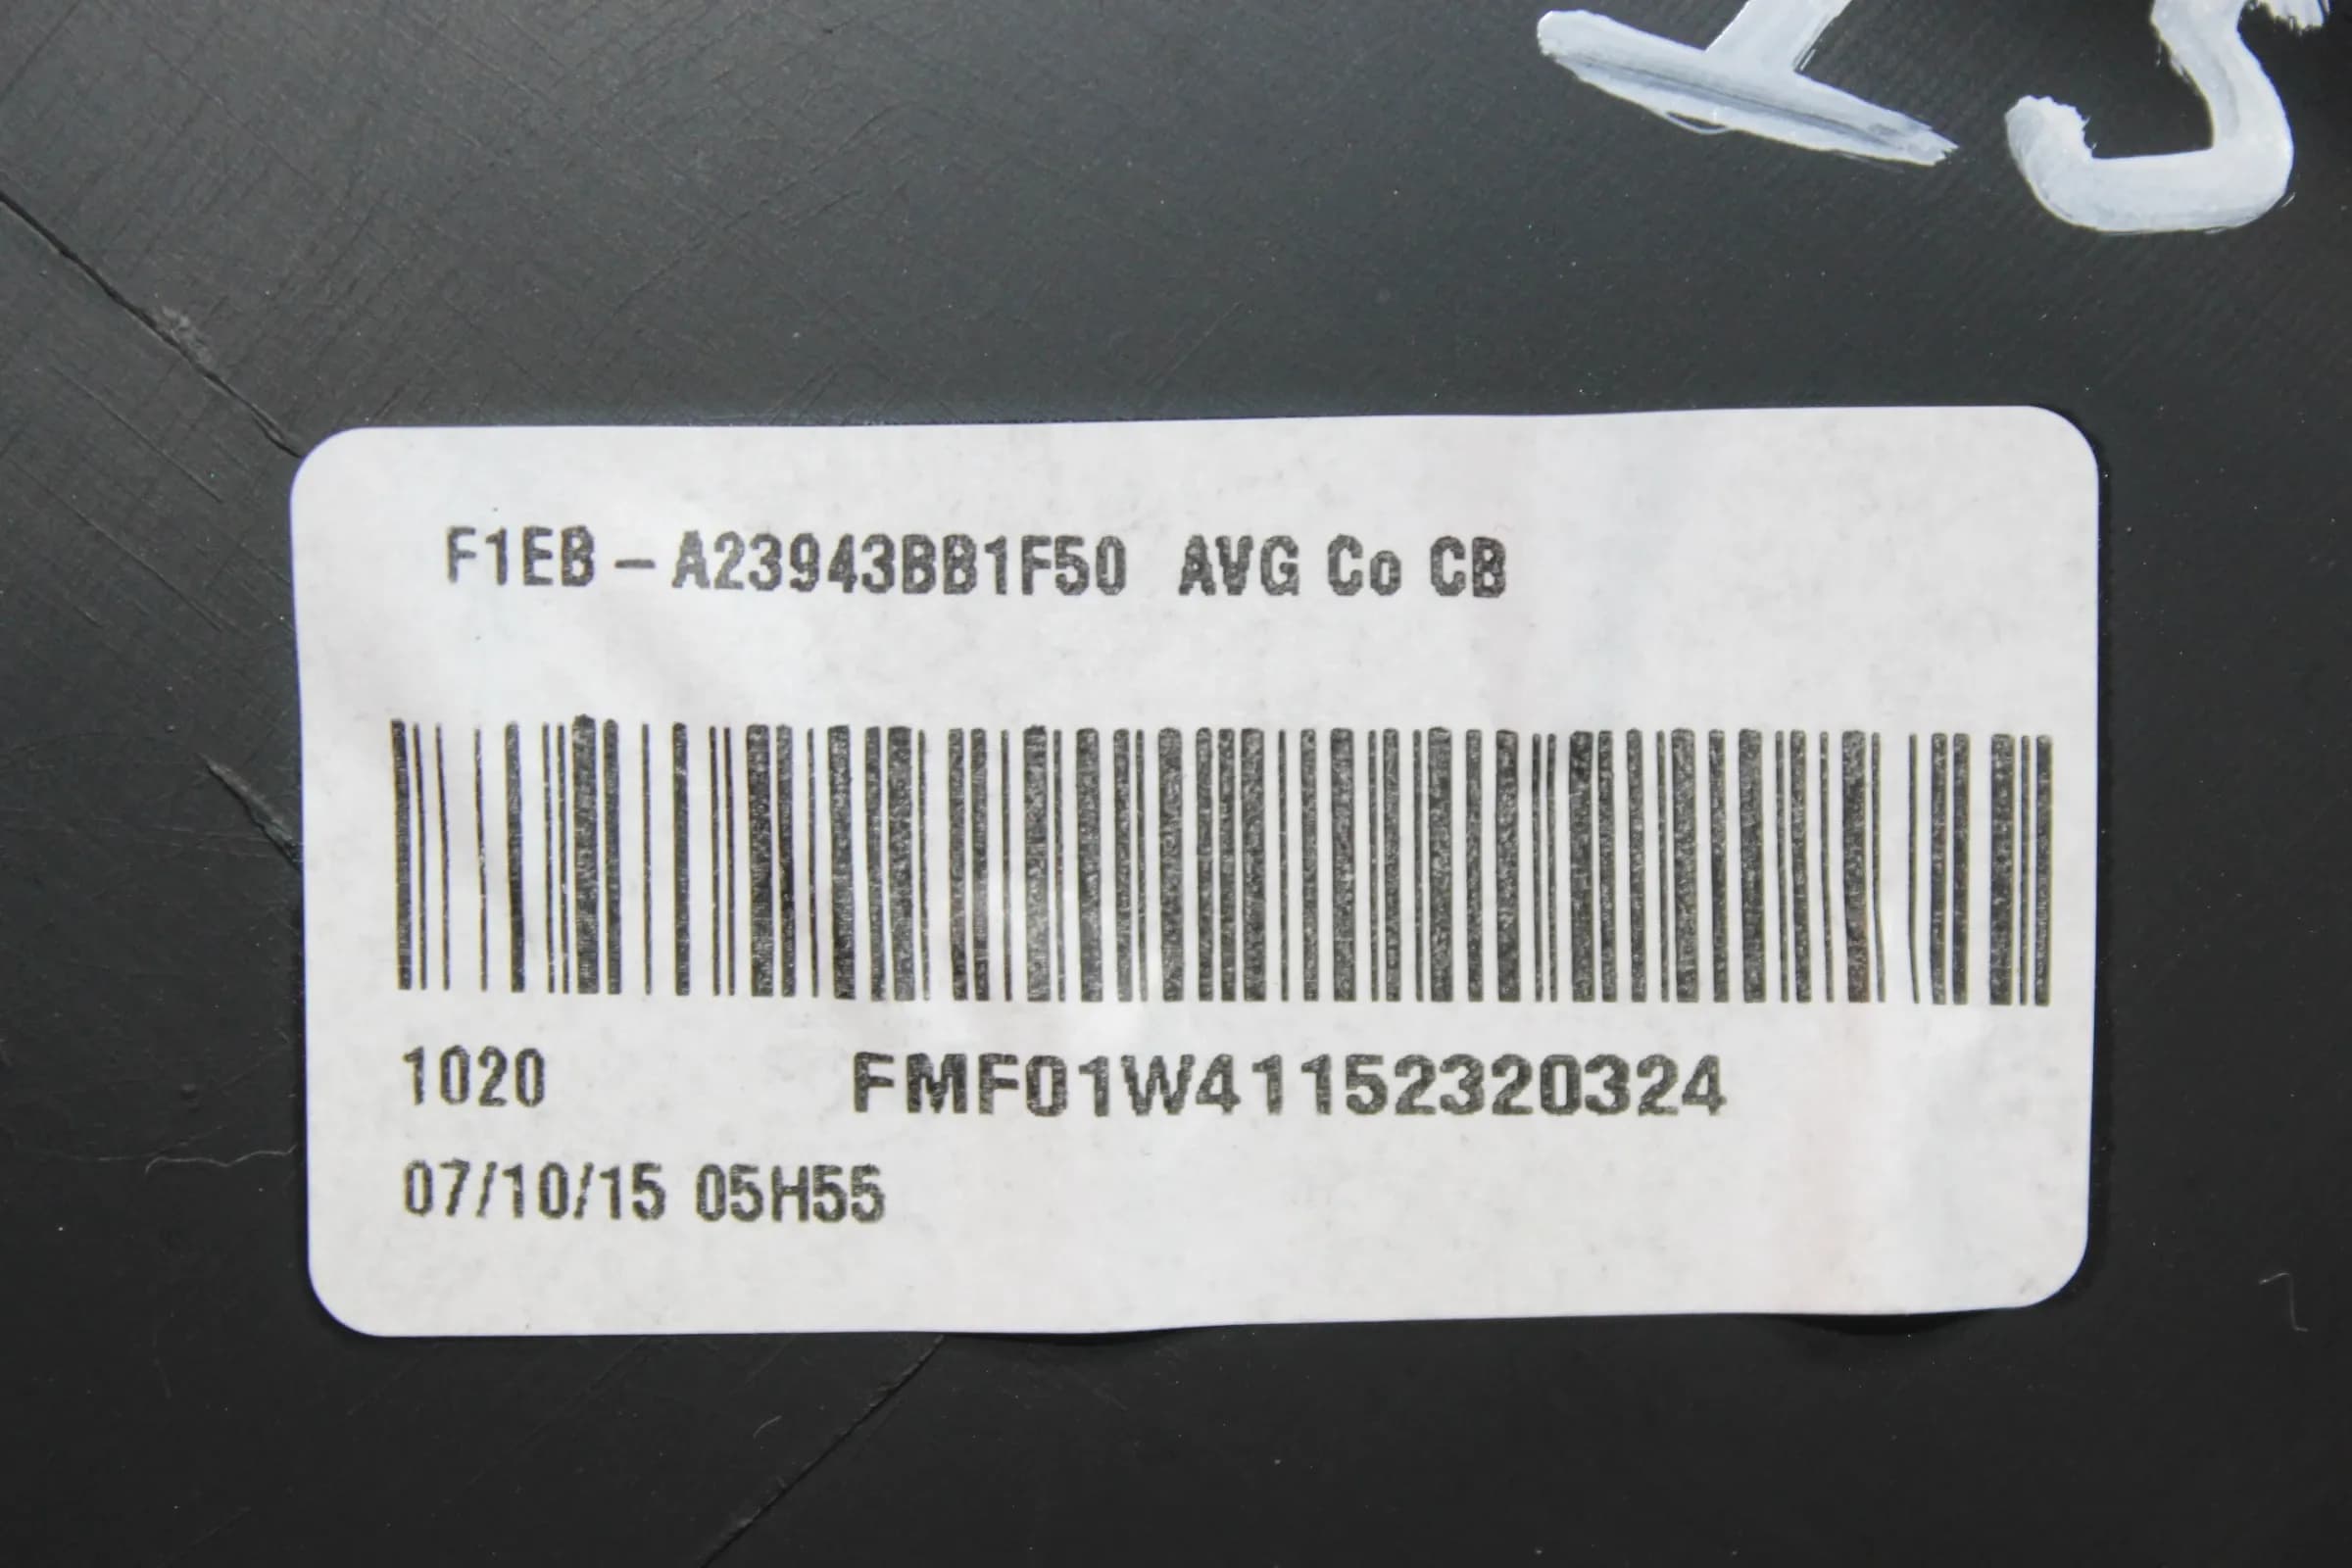 F1EB - A23943BB1F50 AVG Co CB
1020 FMF01W41152320324
07/10/15 05H55